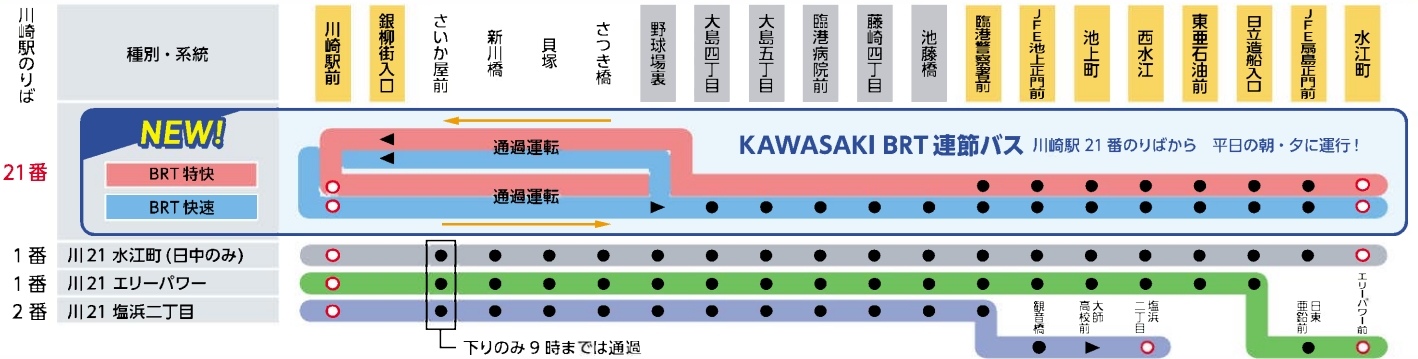 川崎駅のりば
種別・系統
川崎駅前
銀柳街入口
さいか屋前
新川橋
貝塚
さつき橋
野球場裏
大島四丁目
大島五丁目
臨港病院前
藤崎四丁目
池藤橋
臨港警察署前
JFE池上正門前
池上町
西水江
東亜石油前
日立造船入口
JFE扇島正門前
水江町
NEW!
通過運転
KAWASAKI BRT 連節バス 川崎駅 21 番のりばから 平日の朝・夕に運行!
21番
BRT 特快
通過運転
BRT 快速
1番 川21 水江町(日中のみ)
1番 川21 エリーパワー
2番 川21 塩浜二丁目
観音橋
大師高校前
塩浜二丁目
日東亜鉛前
エリーパワー前
下りのみ9時までは通過